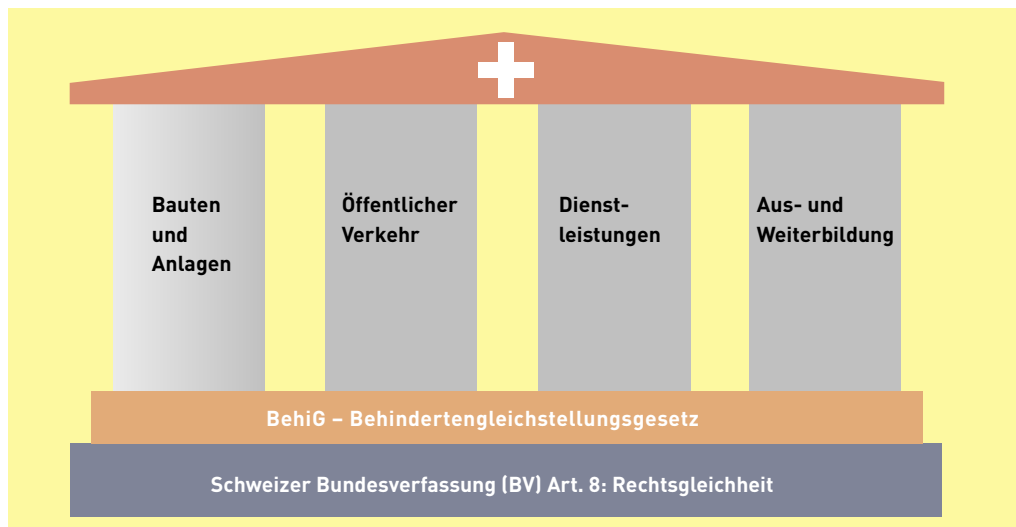 Bauten
und
Anlagen
Öffentlicher
Verkehr
Dienst-
leistungen
Aus- und
Weiterbildung
BehiG – Behindertengleichstellungsgesetz
Schweizer Bundesverfassung (BV) Art. 8: Rechtsgleichheit